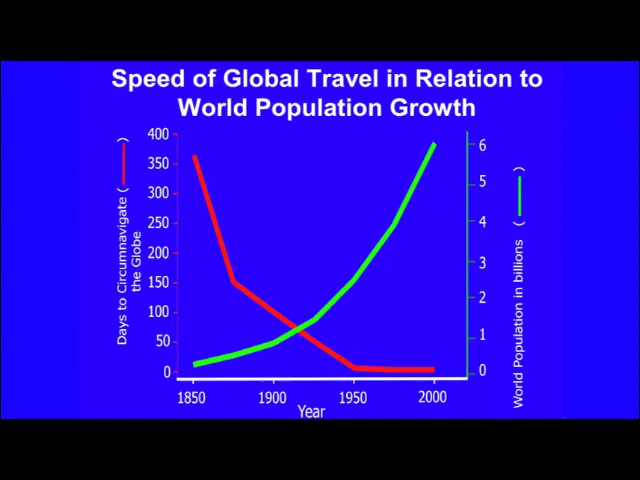 Speed of Global Travel in Relation to
World Population Growth
Days to Circumnavigate ( )
the Globe
400
350
300
250
200
150
100
50
0
6
5
4
3
2
1
0
World Population in billions ( )
1850 1900 1950 2000
Year